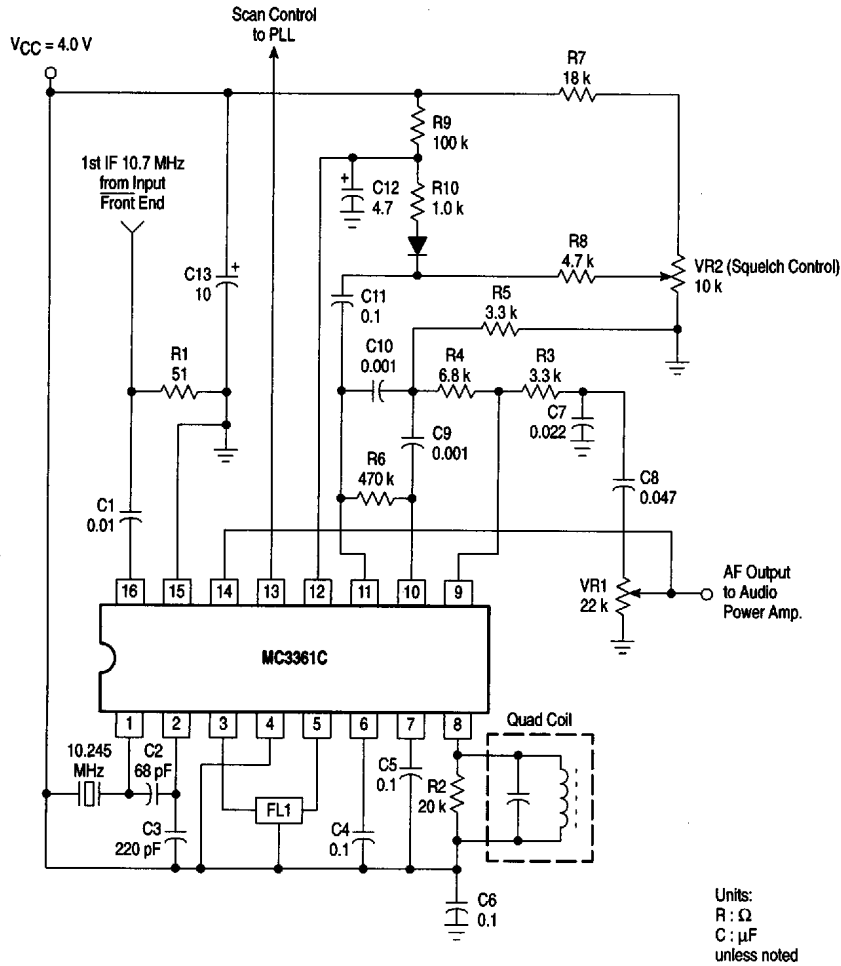 Scan Control
to PLL
VCC = 4.0 V
R7
18 k
R9
100 k
1st IF 10.7 MHz
from Input
Front End
+
C12
4.7
R10
1.0 k
R8
4.7 k
VR2 (Squelch Control)
10 k
C13
10
+
C11
0.1
R5
3.3 k
R1
51
C10
0.001
R4
6.8 k
R3
3.3 k
C7
0.022
C9
0.001
R6
470 k
C8
0.047
C1
0.01
AF Output
to Audio
Power Amp.
VR1
22 k
16 15 14 13 12 11 10 9
MC3361C
1 2 3 4 5 6 7 8
Quad Coil
10.245
MHz
C2
68 pF
C5
0.1
R2
20 k
FL1
C3
220 pF
C4
0.1
C6
0.1
Units:
R : Ω
C : µF
unless noted